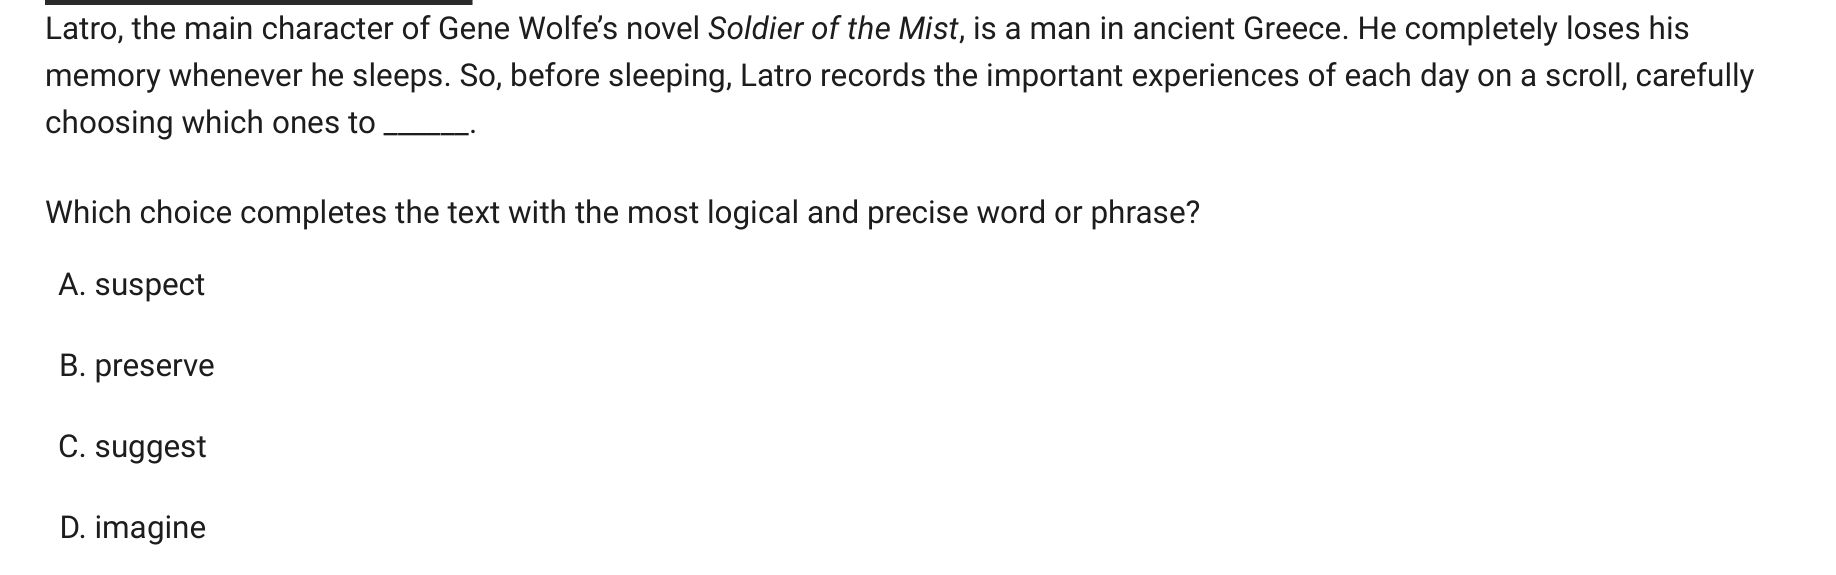 Latro, the main character of Gene Wolfe’s novel Soldier of the Mist, is a man in ancient Greece. He completely loses his
memory whenever he sleeps. So, before sleeping, Latro records the important experiences of each day on a scroll, carefully
choosing which ones to ______.
Which choice completes the text with the most logical and precise word or phrase?
A. suspect
B. preserve
C. suggest
D. imagine